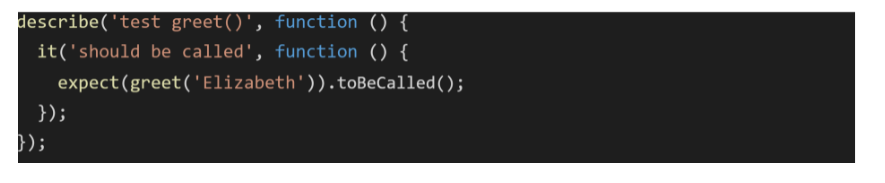 describe('test greet()', function () {
  it('should be called', function () {
    expect(greet('Elizabeth')).toBeCalled();
  });
});